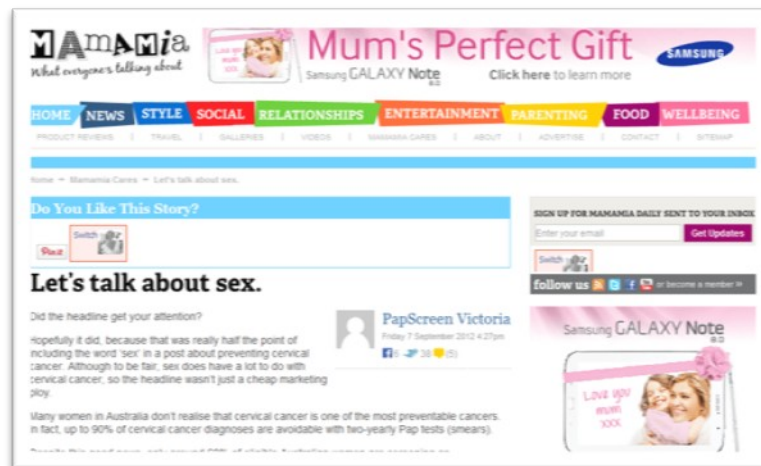 MAMAMIA
What everyone's talking about
Love you mum xxx
Mum's Perfect Gift
Samsung GALAXY Note 8.0
Click here to learn more
SAMSUNG
HOME NEWS STYLE SOCIAL RELATIONSHIPS ENTERTAINMENT PARENTING FOOD WELLBEING
PRODUCT REVIEWS | TRAVEL | GALLERIES | VIDEOS | MAMAMIA CARES | ABOUT | ADVERTISE | CONTACT | SITEMAP
Home ~ Mamamia Cares ~ Let's talk about sex.
Do You Like This Story?
Pin it
Switch
SIGN UP FOR MAMAMIA DAILY SENT TO YOUR INBOX
Enter your email
Get Updates
Switch
follow us
or become a member »
Let's talk about sex.
Did the headline get your attention?
Hopefully it did, because that was really half the point of
including the word 'sex' in a post about preventing cervical
cancer. Although to be fair, sex does have a lot to do with
cervical cancer, so the headline wasn't just a cheap marketing
ploy.
PapScreen Victoria
Friday 7 September 2012 4:27pm
6 38 (5)
Many women in Australia don't realise that cervical cancer is one of the most preventable cancers.
In fact, up to 90% of cervical cancer diagnoses are avoidable with two-yearly Pap tests (smears).
Samsung GALAXY Note 8.0
Love you
mum
xxx